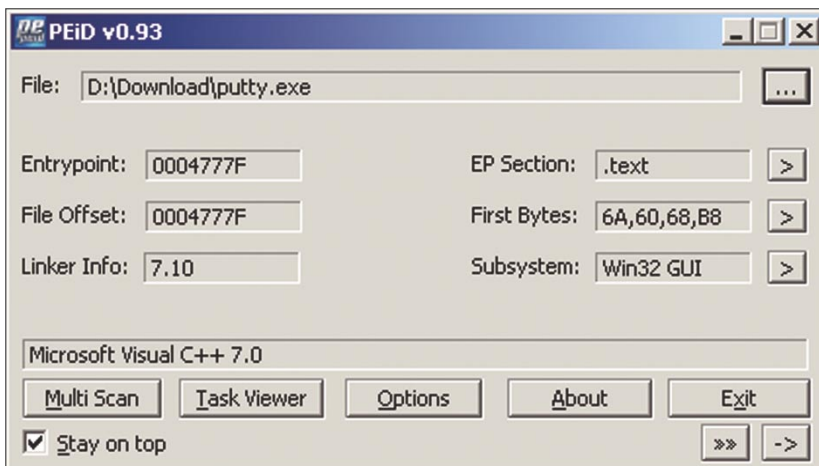 PEiD v0.93
File: D:\Download\putty.exe ...
Entrypoint: 0004777F EP Section: .text >
File Offset: 0004777F First Bytes: 6A,60,68,B8 >
Linker Info: 7.10 Subsystem: Win32 GUI >
Microsoft Visual C++ 7.0
Multi Scan Task Viewer Options About Exit
Stay on top »» ->